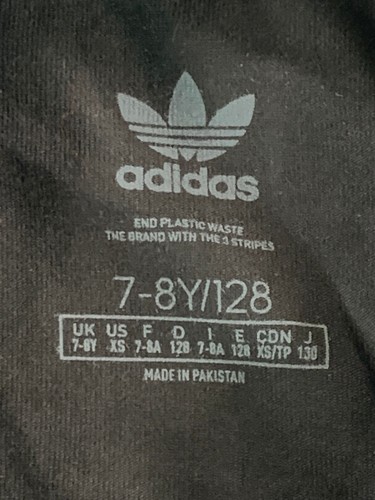 adidas
END PLASTIC WASTE
THE BRAND WITH THE 3 STRIPES
7-8Y/128
UK US F D I E CDN J
7-8Y XS 7-8A 128 7-8A 128 XS/TP 130
MADE IN PAKISTAN